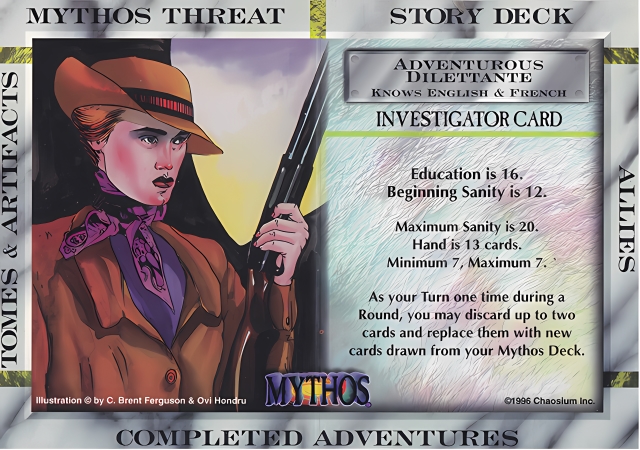 MYTHOS THREAT
STORY DECK
TOMES & ARTIFACTS
ADVENTUROUS
DILETTANTE
KNOWS ENGLISH & FRENCH
INVESTIGATOR CARD
Education is 16.
Beginning Sanity is 12.
Maximum Sanity is 20.
Hand is 13 cards.
Minimum 7, Maximum 7.
As your Turn one time during a
Round, you may discard up to two
cards and replace them with new
cards drawn from your Mythos Deck.
ALLIES
MYTHOS
Illustration © by C. Brent Ferguson & Ovi Hondru
©1996 Chaosium Inc.
COMPLETED ADVENTURES